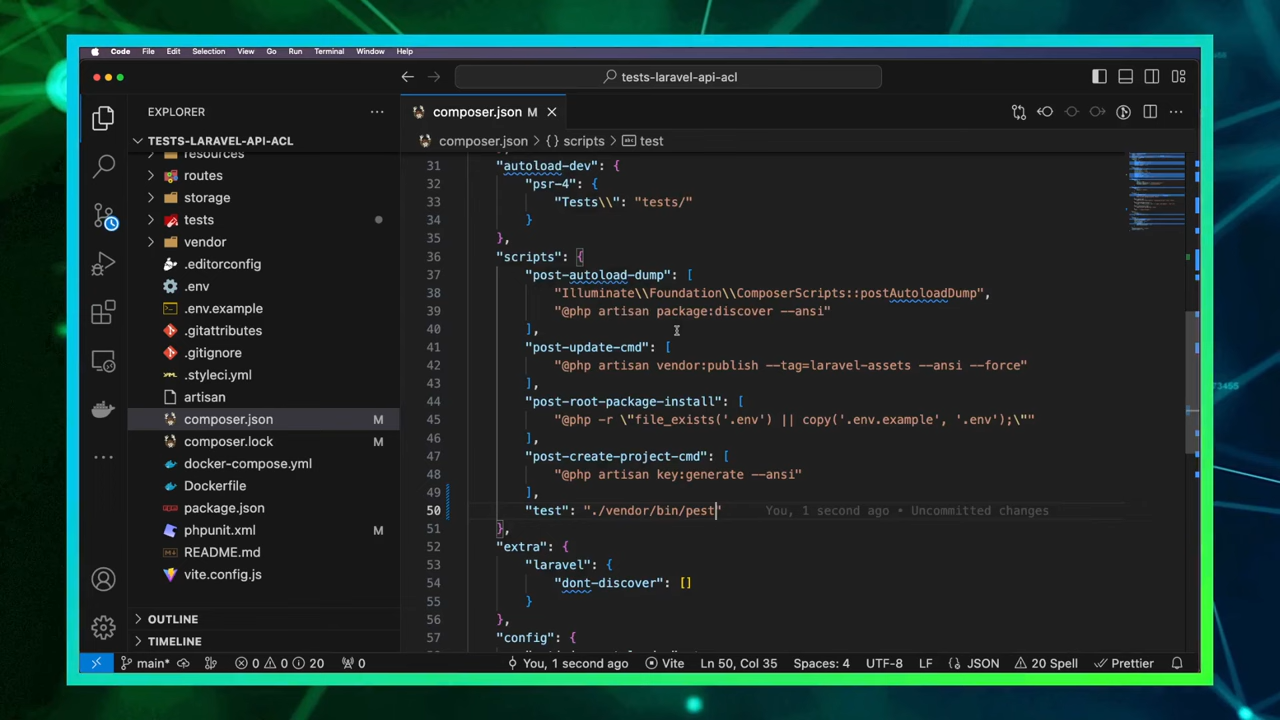 Code File Edit Selection View Go Run Terminal Window Help
tests-laravel-api-acl
EXPLORER
TESTS-LARAVEL-API-ACL
resources
routes
storage
tests
vendor
.editorconfig
.env
.env.example
.gitattributes
.gitignore
.styleci.yml
artisan
composer.json M
composer.lock M
docker-compose.yml
Dockerfile
package.json
phpunit.xml M
README.md
vite.config.js
OUTLINE
TIMELINE
composer.json M
composer.json > {} scripts > abc test
31 "autoload-dev": {
32 "psr-4": {
33 "Tests\\": "tests/"
34 }
35 },
36 "scripts": {
37 "post-autoload-dump": [
38 "Illuminate\\Foundation\\ComposerScripts::postAutoloadDump",
39 "@php artisan package:discover --ansi"
40 ],
41 "post-update-cmd": [
42 "@php artisan vendor:publish --tag=laravel-assets --ansi --force"
43 ],
44 "post-root-package-install": [
45 "@php -r \"file_exists('.env') || copy('.env.example', '.env');\""
46 ],
47 "post-create-project-cmd": [
48 "@php artisan key:generate --ansi"
49 ],
50 "test": "./vendor/bin/pest" You, 1 second ago • Uncommitted changes
51 },
52 "extra": {
53 "laravel": {
54 "dont-discover": []
55 }
56 },
57 "config": {
main* 0 0 20 0 You, 1 second ago Vite Ln 50, Col 35 Spaces: 4 UTF-8 LF {} JSON 20 Spell Prettier